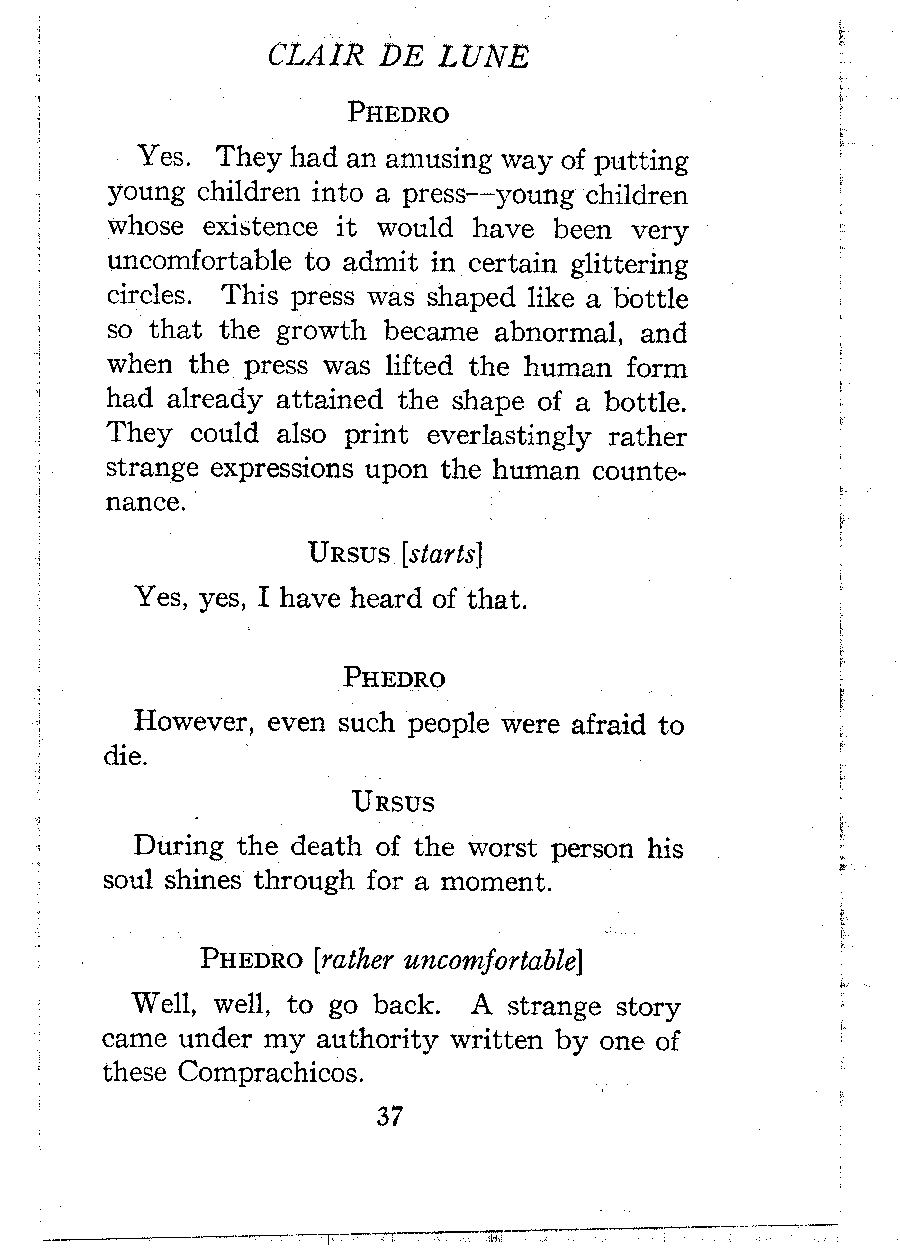 CLAIR DE LUNE
PHEDRO
Yes. They had an amusing way of putting
young children into a press—young children
whose existence it would have been very
uncomfortable to admit in certain glittering
circles. This press was shaped like a bottle
so that the growth became abnormal, and
when the press was lifted the human form
had already attained the shape of a bottle.
They could also print everlastingly rather
strange expressions upon the human counte-
nance.
URSUS [starts]
Yes, yes, I have heard of that.
PHEDRO
However, even such people were afraid to
die.
URSUS
During the death of the worst person his
soul shines through for a moment.
PHEDRO [rather uncomfortable]
Well, well, to go back. A strange story
came under my authority written by one of
these Comprachicos.
37